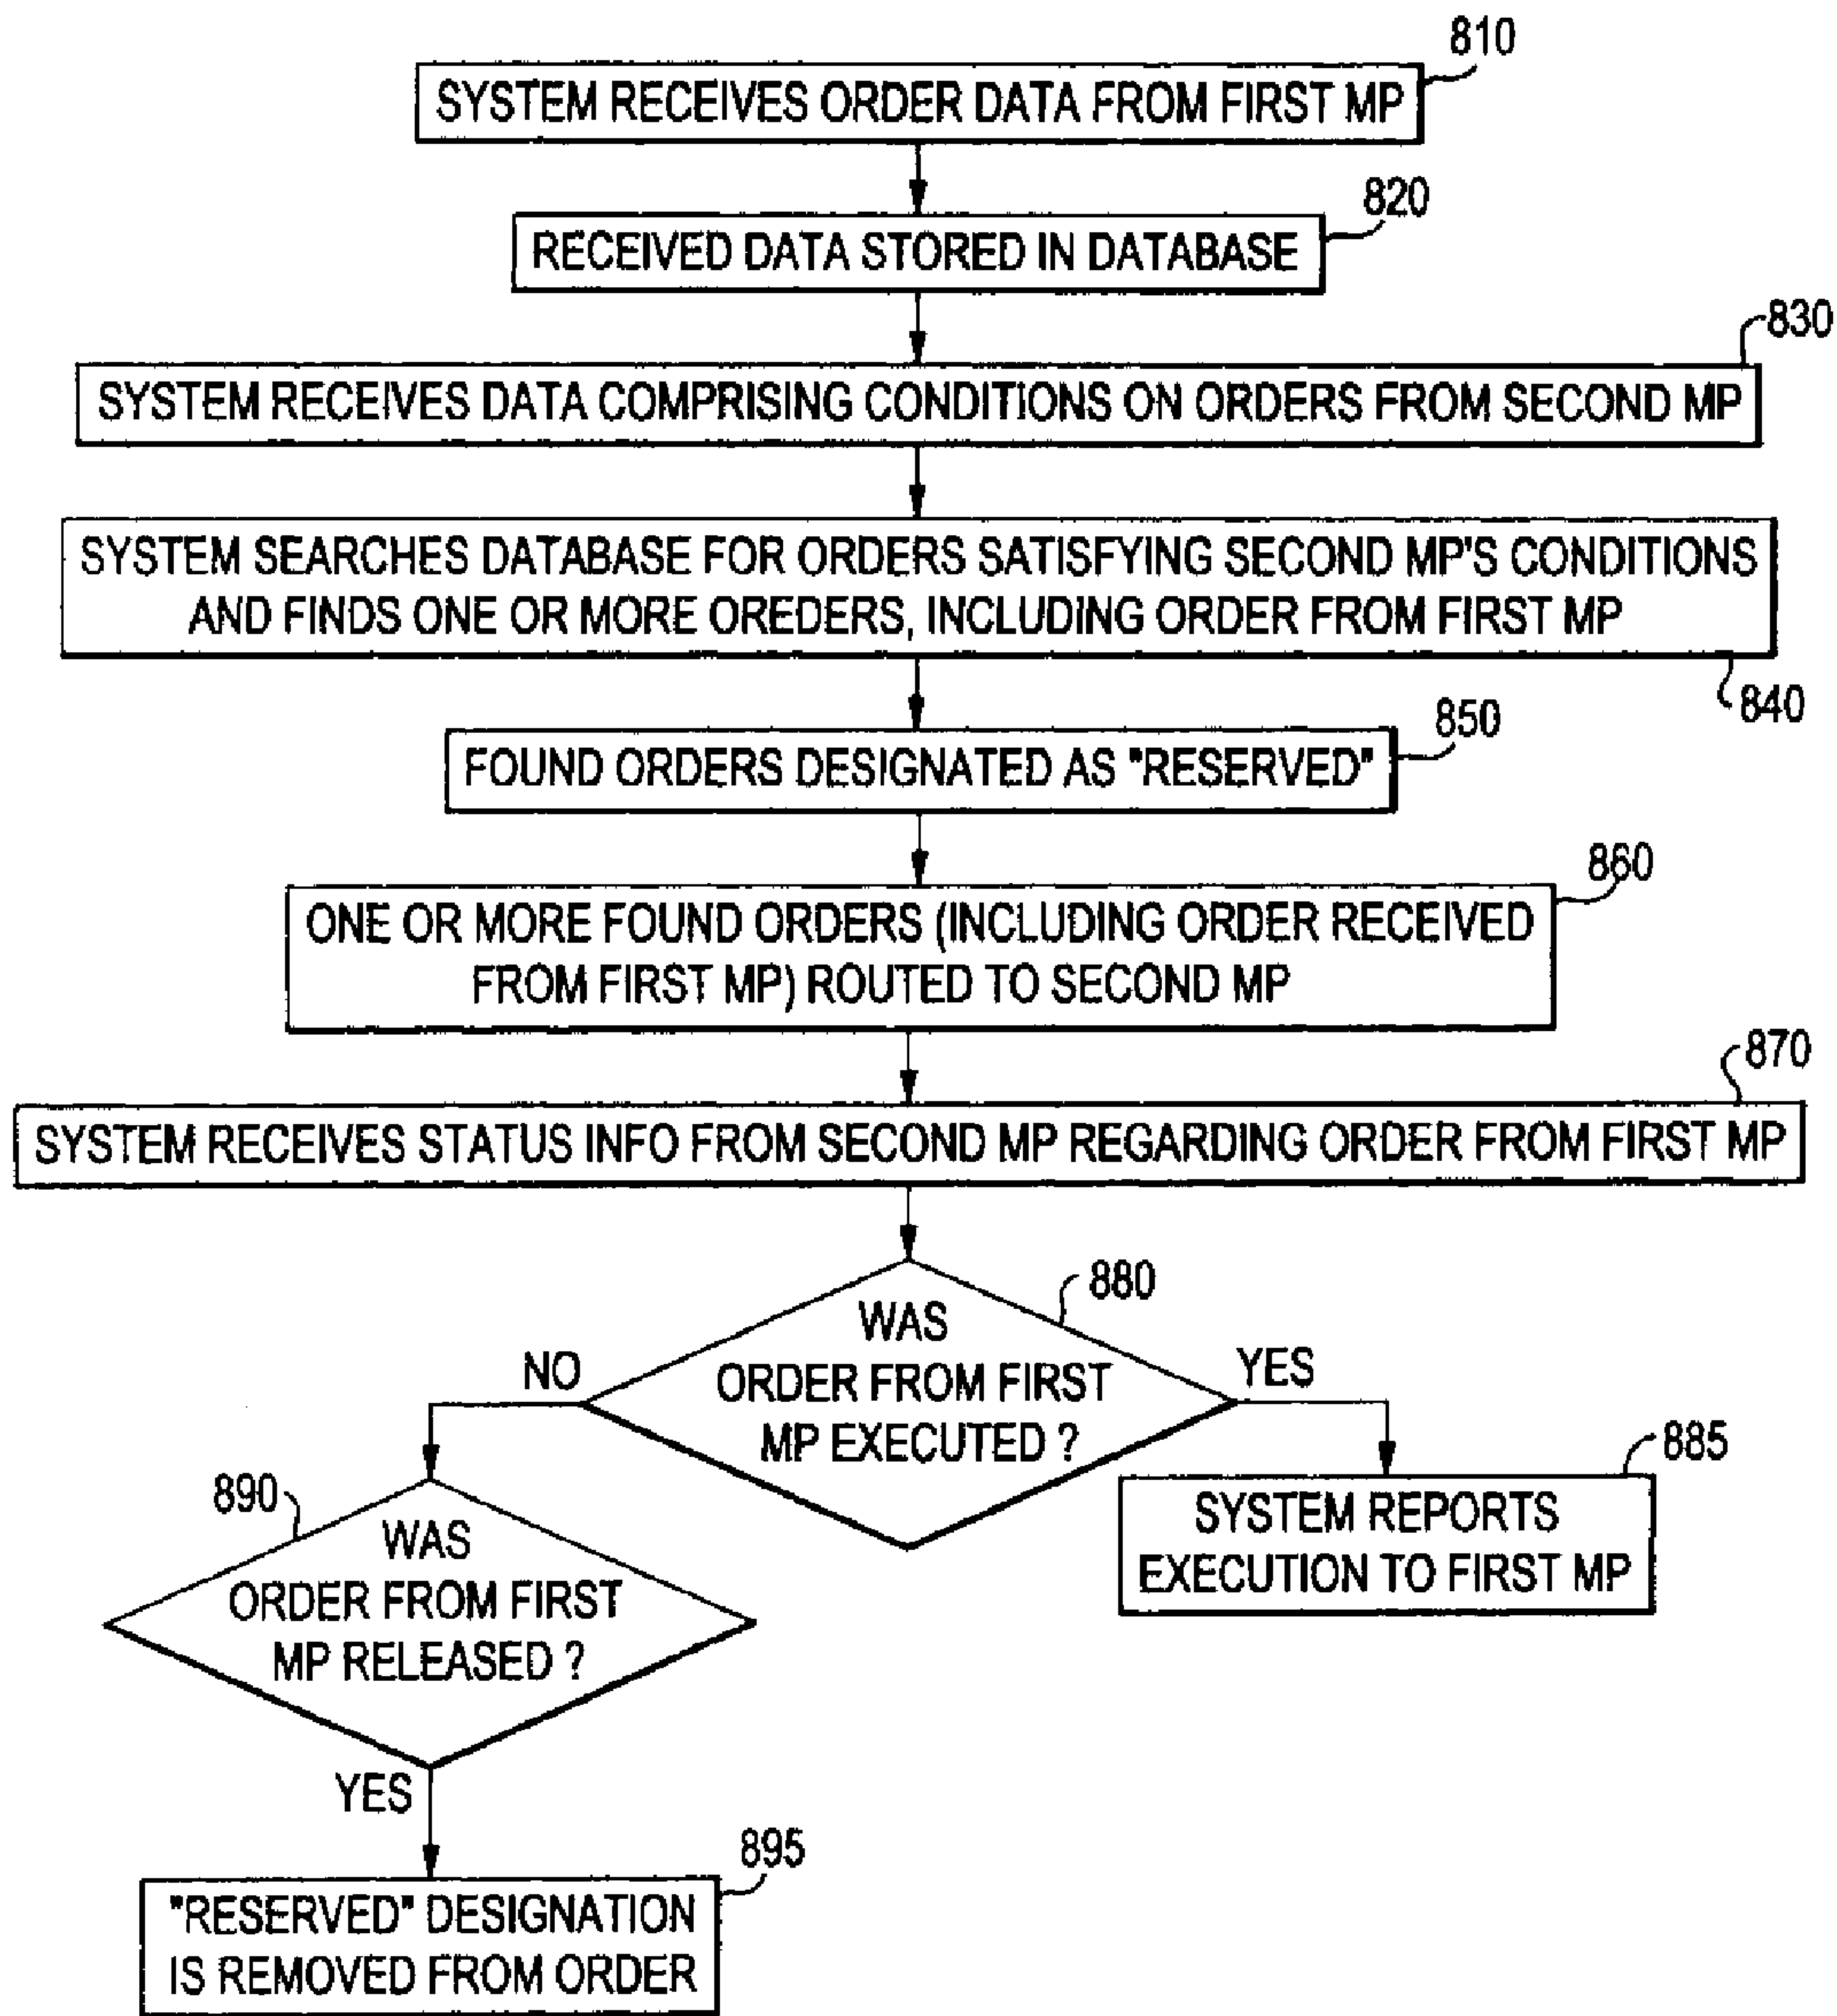 810
SYSTEM RECEIVES ORDER DATA FROM FIRST MP
820
RECEIVED DATA STORED IN DATABASE
830
SYSTEM RECEIVES DATA COMPRISING CONDITIONS ON ORDERS FROM SECOND MP
SYSTEM SEARCHES DATABASE FOR ORDERS SATISFYING SECOND MP'S CONDITIONS
AND FINDS ONE OR MORE OREDERS, INCLUDING ORDER FROM FIRST MP
840
850
FOUND ORDERS DESIGNATED AS "RESERVED"
860
ONE OR MORE FOUND ORDERS (INCLUDING ORDER RECEIVED
FROM FIRST MP) ROUTED TO SECOND MP
870
SYSTEM RECEIVES STATUS INFO FROM SECOND MP REGARDING ORDER FROM FIRST MP
880
WAS
ORDER FROM FIRST
MP EXECUTED ?
NO
YES
885
SYSTEM REPORTS
EXECUTION TO FIRST MP
890
WAS
ORDER FROM FIRST
MP RELEASED ?
YES
895
"RESERVED" DESIGNATION
IS REMOVED FROM ORDER